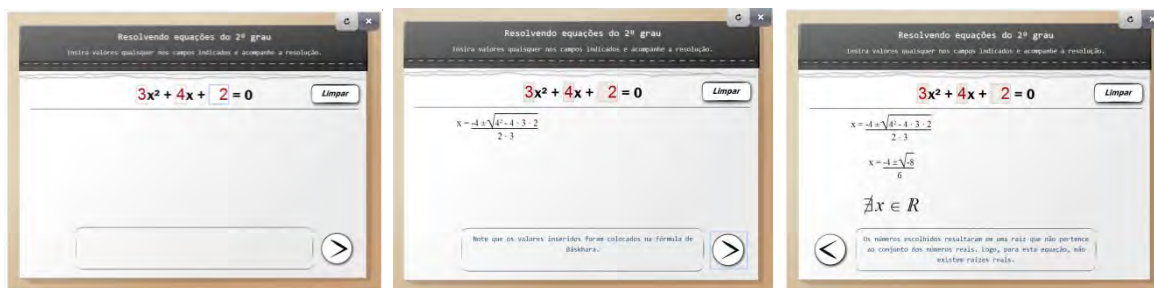 Resolvendo equações do 2º grau
Insira valores quaisquer nos campos indicados e acompanhe a resolução.
3x² + 4x + 2 = 0
Limpar
Resolvendo equações do 2º grau
Insira valores quaisquer nos campos indicados e acompanhe a resolução.
3x² + 4x + 2 = 0
Limpar
x = -4 ± √4² - 4 · 3 · 2
2 · 3
Note que os valores inseridos foram colocados na fórmula de
Báskhara.
Resolvendo equações do 2º grau
Insira valores quaisquer nos campos indicados e acompanhe a resolução.
3x² + 4x + 2 = 0
Limpar
x = -4 ± √4² - 4 · 3 · 2
2 · 3
x = -4 ± √-8
6
∄x ∈ R
Os números escolhidos resultaram em uma raiz que não pertence
ao conjunto dos números reais. Logo, para esta equação, não
existem raízes reais.